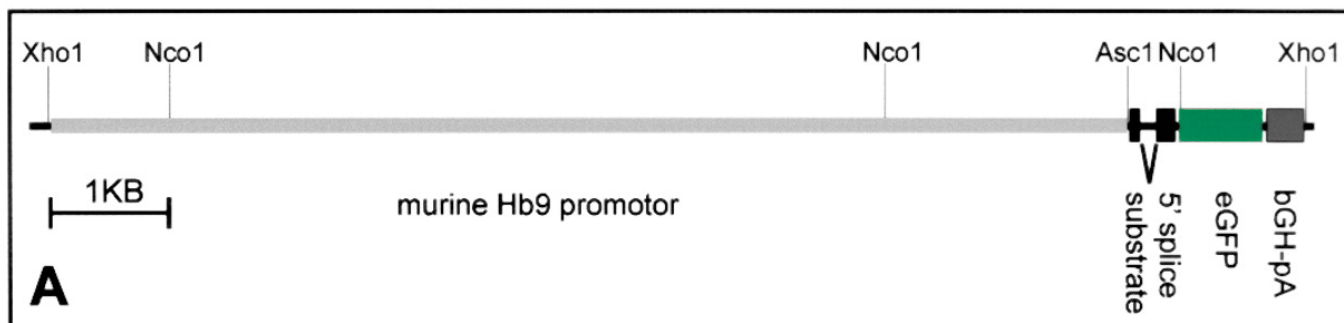 Xho1 Nco1 Nco1 Asc1 Nco1 Xho1
1KB
murine Hb9 promotor
5' splice
substrate
eGFP
bGH-pA
A